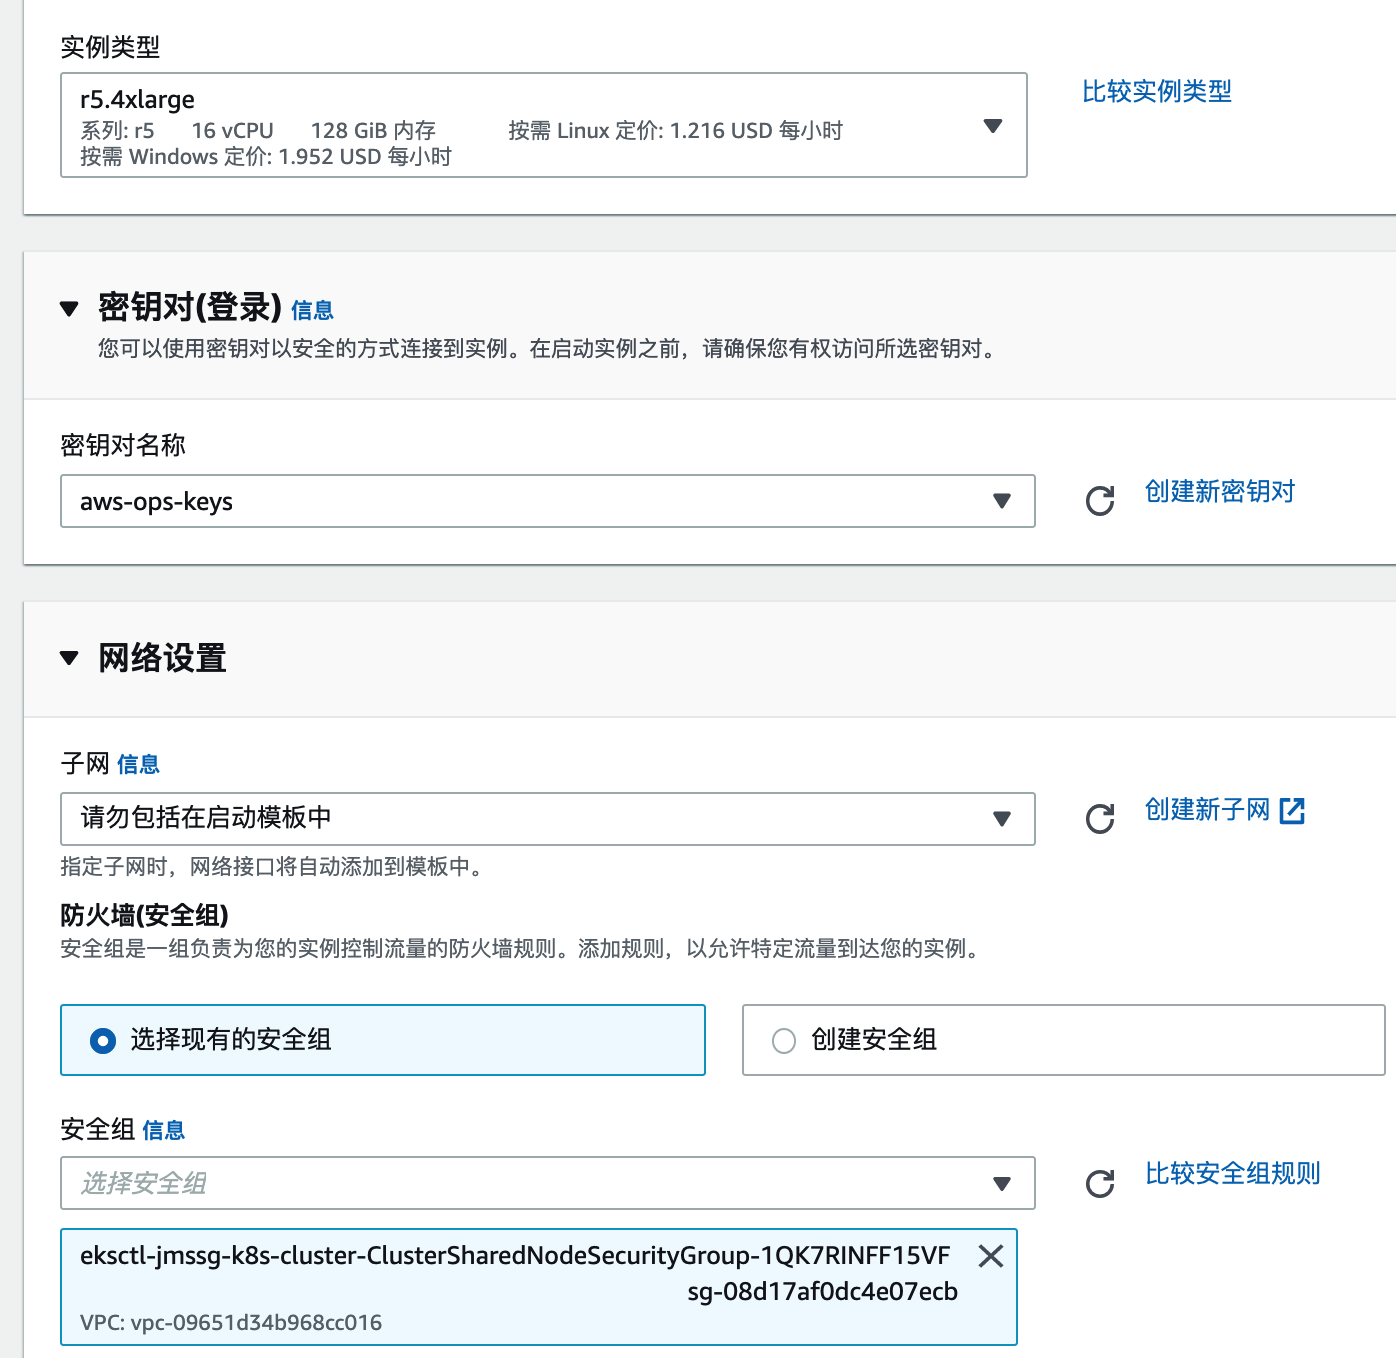 实例类型
r5.4xlarge
系列: r5 16 vCPU 128 GiB 内存 按需 Linux 定价: 1.216 USD 每小时
按需 Windows 定价: 1.952 USD 每小时
比较实例类型
密钥对(登录) 信息
您可以使用密钥对以安全的方式连接到实例。在启动实例之前，请确保您有权访问所选密钥对。
密钥对名称
aws-ops-keys
创建新密钥对
网络设置
子网 信息
请勿包括在启动模板中
创建新子网
指定子网时，网络接口将自动添加到模板中。
防火墙(安全组)
安全组是一组负责为您的实例控制流量的防火墙规则。添加规则，以允许特定流量到达您的实例。
选择现有的安全组
创建安全组
安全组 信息
选择安全组
比较安全组规则
eksctl-jmssg-k8s-cluster-ClusterSharedNodeSecurityGroup-1QK7RINFF15VF
sg-08d17af0dc4e07ecb
VPC: vpc-09651d34b968cc016